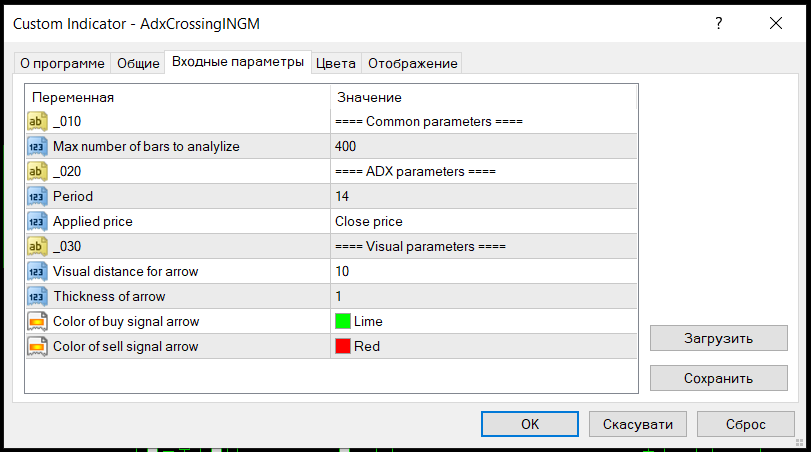 Custom Indicator - AdxCrossingINGM
?
О программе Общие Входные параметры Цвета Отображение
Переменная Значение
ab _010 ==== Common parameters ====
123 Max number of bars to analylize 400
ab _020 ==== ADX parameters ====
123 Period 14
123 Applied price Close price
ab _030 ==== Visual parameters ====
123 Visual distance for arrow 10
123 Thickness of arrow 1
Color of buy signal arrow Lime
Color of sell signal arrow Red
Загрузить
Сохранить
OK Скасувати Сброс